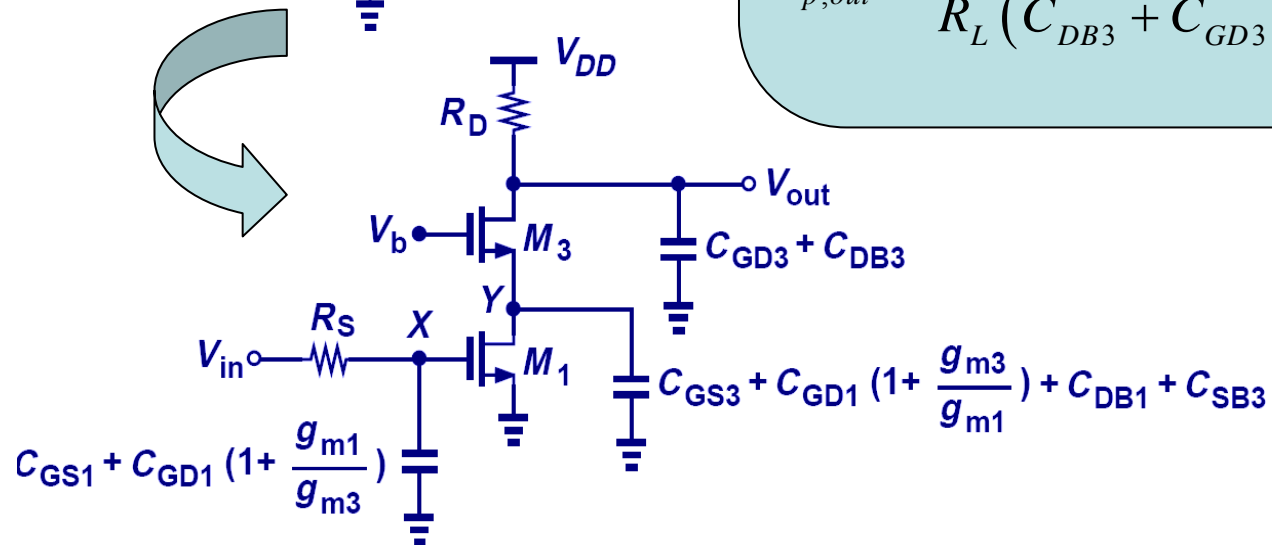 p,out
R_L (C_DB3 + C_GD3
V_DD
R_D
V_out
V_b
M_3
C_GD3 + C_DB3
Y
R_S
X
V_in
M_1
C_GS3 + C_GD1 (1+ g_m3 / g_m1 ) + C_DB1 + C_SB3
C_GS1 + C_GD1 (1+ g_m1 / g_m3 )